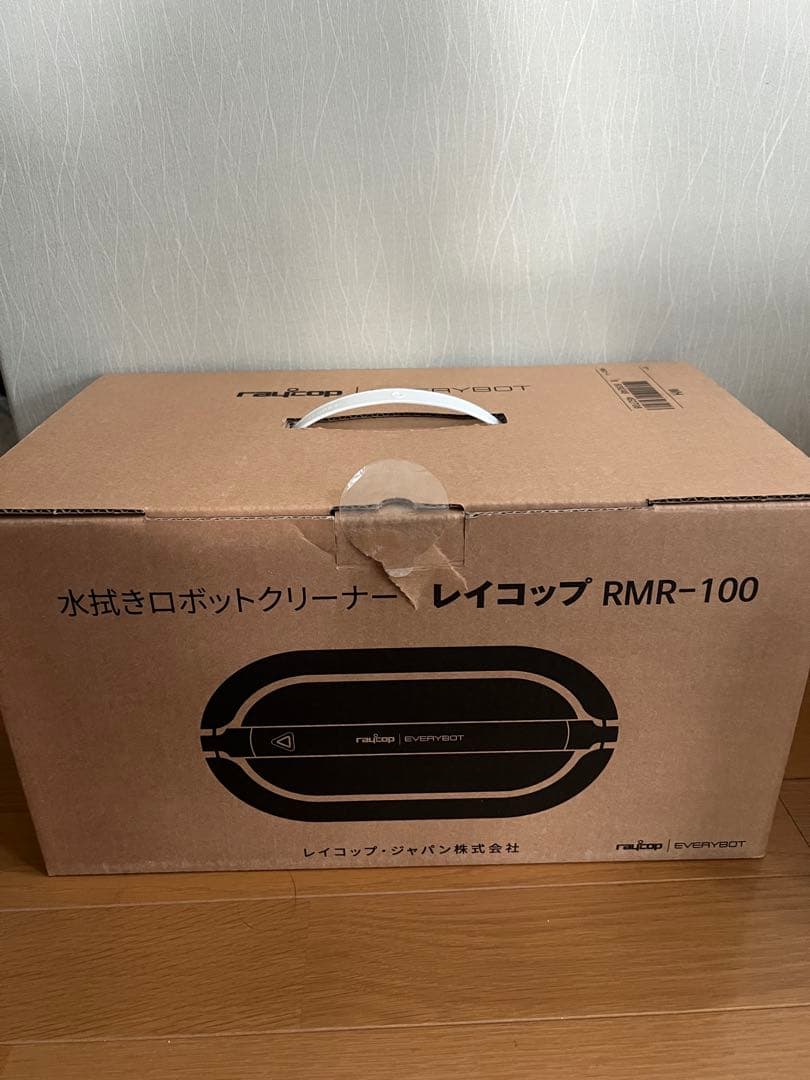 raycop | EVERYBOT
WH
水拭きロボットクリーナー レイコップ RMR-100
raycop | EVERYBOT
レイコップ・ジャパン株式会社
raycop | EVERYBOT